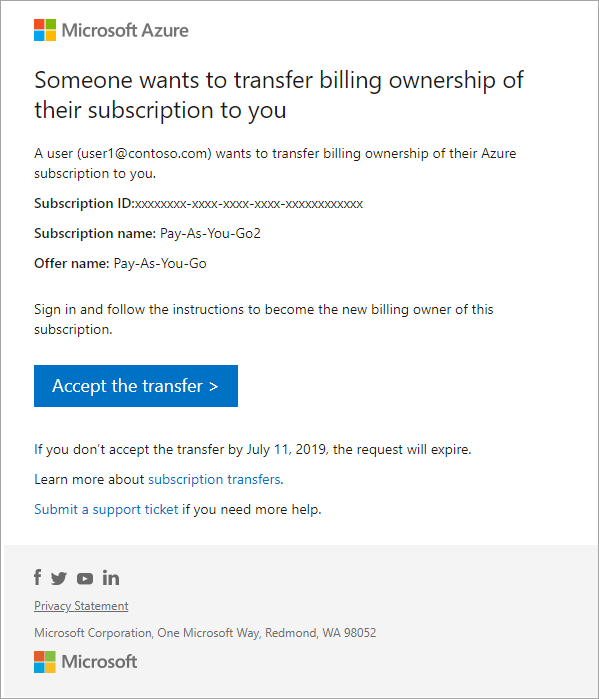 Microsoft Azure
Someone wants to transfer billing ownership of
their subscription to you
A user (user1@contoso.com) wants to transfer billing ownership of their Azure
subscription to you.
Subscription ID:xxxxxxxx-xxxx-xxxx-xxxx-xxxxxxxxxxxx
Subscription name: Pay-As-You-Go2
Offer name: Pay-As-You-Go
Sign in and follow the instructions to become the new billing owner of this
subscription.
Accept the transfer >
If you don't accept the transfer by July 11, 2019, the request will expire.
Learn more about subscription transfers.
Submit a support ticket if you need more help.
Privacy Statement
Microsoft Corporation, One Microsoft Way, Redmond, WA 98052
Microsoft